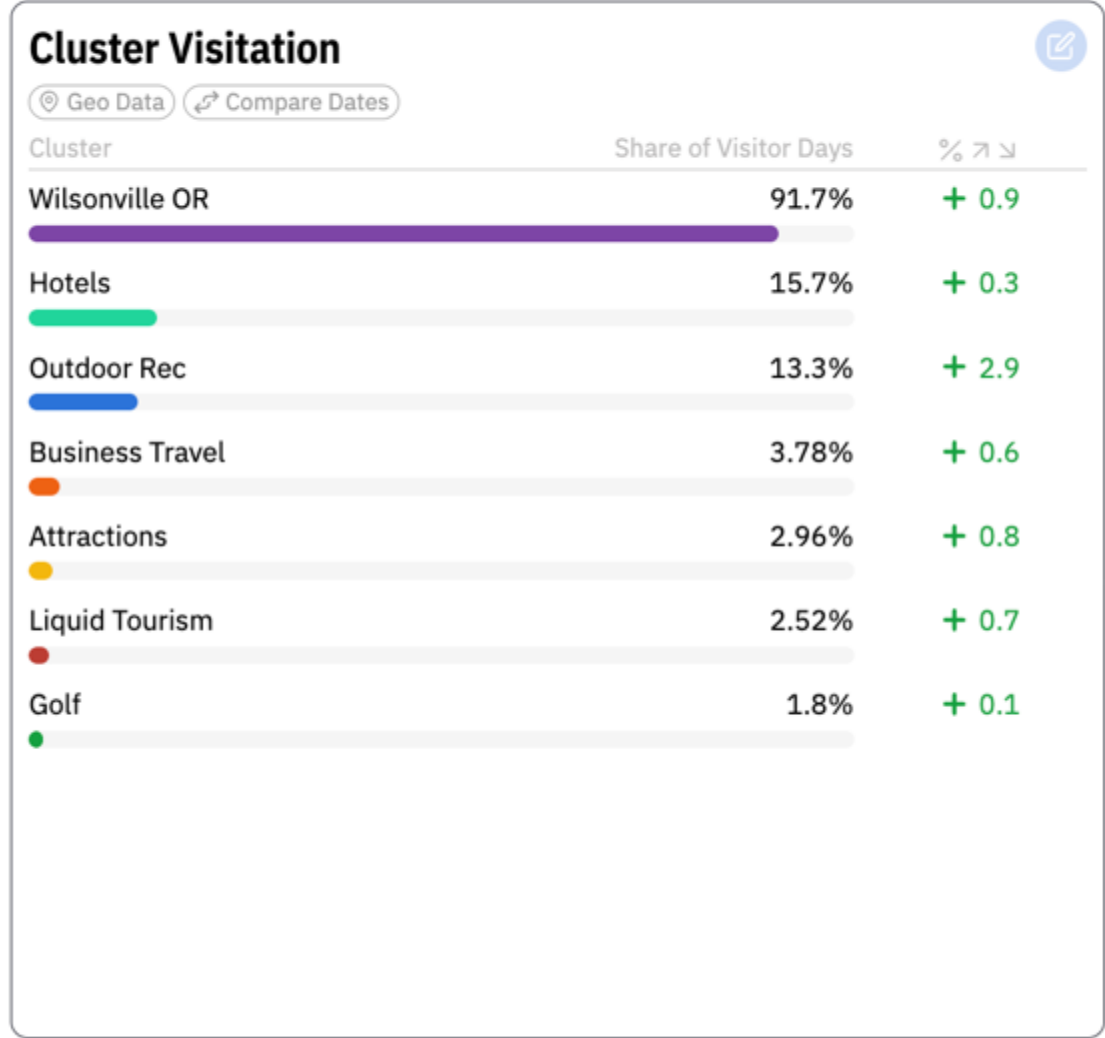 Cluster Visitation
Geo Data Compare Dates
Cluster Share of Visitor Days % ↗ ↘
Wilsonville OR 91.7% + 0.9
Hotels 15.7% + 0.3
Outdoor Rec 13.3% + 2.9
Business Travel 3.78% + 0.6
Attractions 2.96% + 0.8
Liquid Tourism 2.52% + 0.7
Golf 1.8% + 0.1